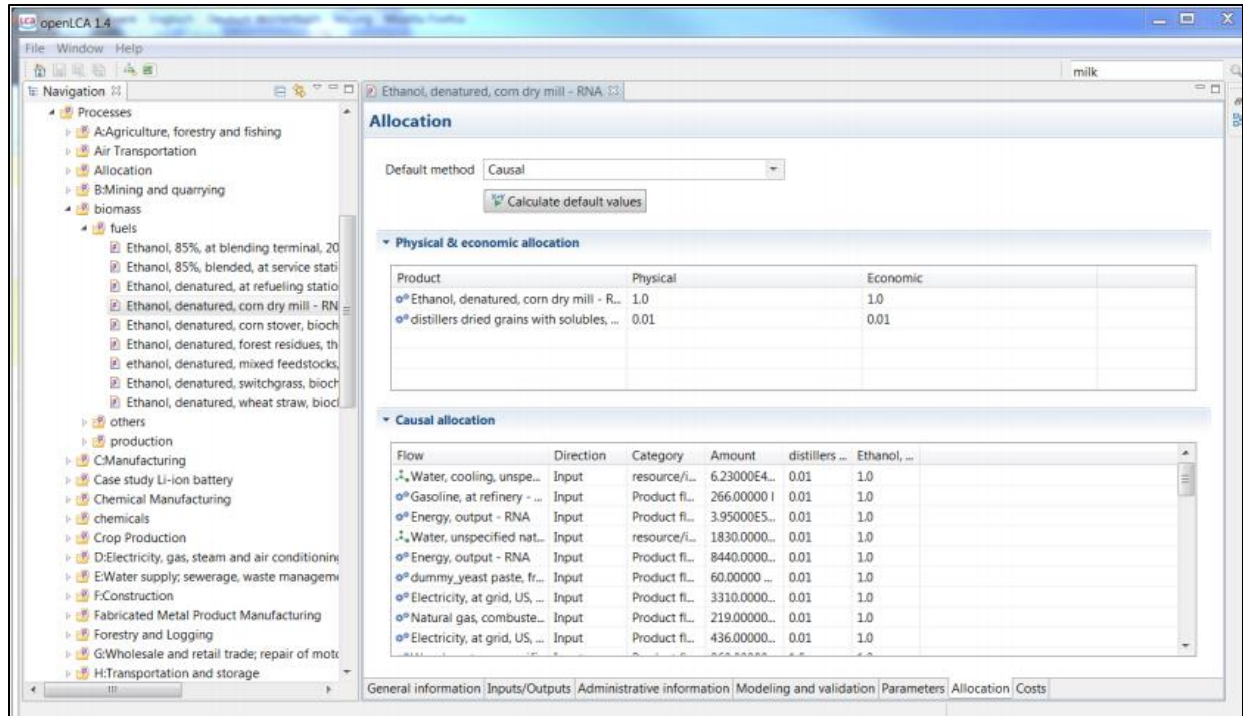 openLCA 1.4
File Window Help
milk
Navigation
Processes
A:Agriculture, forestry and fishing
Air Transportation
Allocation
B:Mining and quarrying
biomass
fuels
Ethanol, 85%, at blending terminal, 20
Ethanol, 85%, blended, at service stati
Ethanol, denatured, at refueling statio
Ethanol, denatured, corn dry mill - RN
Ethanol, denatured, corn stover, bioch
Ethanol, denatured, forest residues, th
ethanol, denatured, mixed feedstocks,
Ethanol, denatured, switchgrass, bioch
Ethanol, denatured, wheat straw, biocl
others
production
C:Manufacturing
Case study Li-ion battery
Chemical Manufacturing
chemicals
Crop Production
D:Electricity, gas, steam and air conditioning
E:Water supply; sewerage, waste manageme
F:Construction
Fabricated Metal Product Manufacturing
Forestry and Logging
G:Wholesale and retail trade; repair of moto
H:Transportation and storage
Ethanol, denatured, corn dry mill - RNA
Allocation
Default method Causal
Calculate default values
Physical & economic allocation
Product Physical Economic
Ethanol, denatured, corn dry mill - R... 1.0 1.0
distillers dried grains with solubles, ... 0.01 0.01
Causal allocation
Flow Direction Category Amount distillers ... Ethanol, ...
Water, cooling, unspe... Input resource/i... 6.23000E4... 0.01 1.0
Gasoline, at refinery - ... Input Product fl... 266.00000 l 0.01 1.0
Energy, output - RNA Input Product fl... 3.95000E5... 0.01 1.0
Water, unspecified nat... Input resource/i... 1830.0000... 0.01 1.0
Energy, output - RNA Input Product fl... 8440.0000... 0.01 1.0
dummy_yeast paste, fr... Input Product fl... 60.00000 ... 0.01 1.0
Electricity, at grid, US, ... Input Product fl... 3310.0000... 0.01 1.0
Natural gas, combuste... Input Product fl... 219.00000... 0.01 1.0
Electricity, at grid, US, ... Input Product fl... 436.00000... 0.01 1.0
General information Inputs/Outputs Administrative information Modeling and validation Parameters Allocation Costs